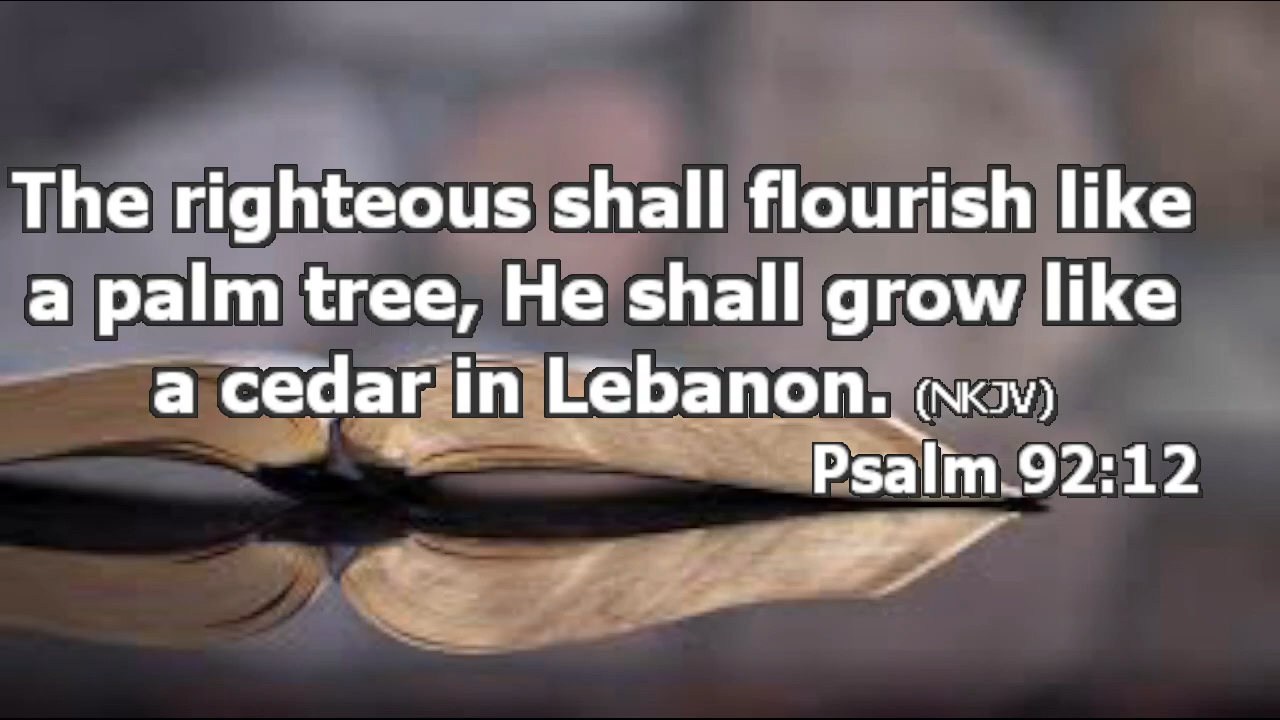 The righteous shall flourish like
a palm tree, He shall grow like
a cedar in Lebanon. (NKJV)
Psalm 92:12